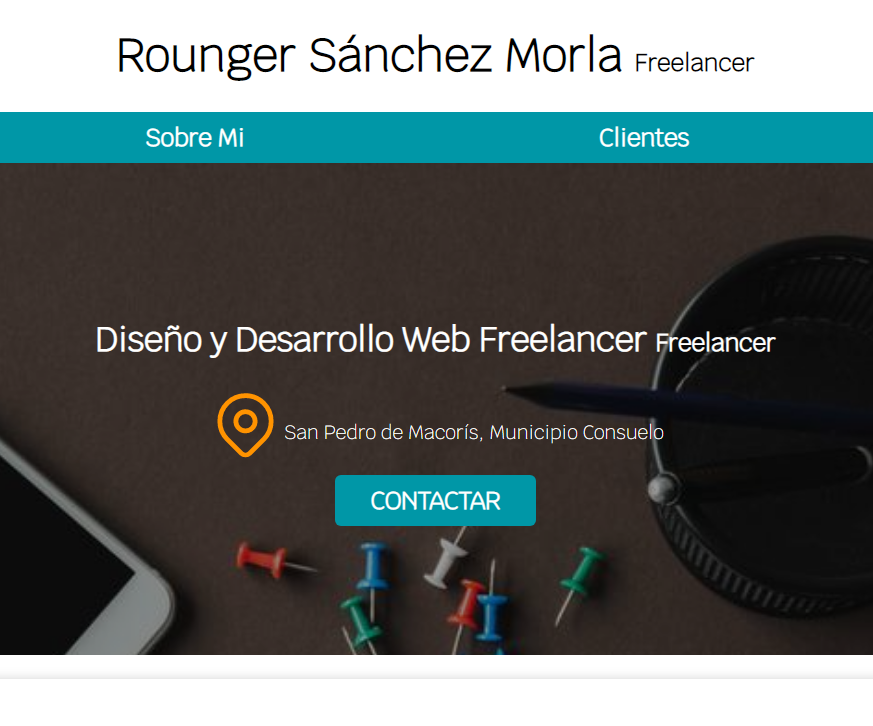 Rounger Sánchez Morla Freelancer
Sobre Mi Clientes
Diseño y Desarrollo Web Freelancer Freelancer
San Pedro de Macorís, Municipio Consuelo
CONTACTAR